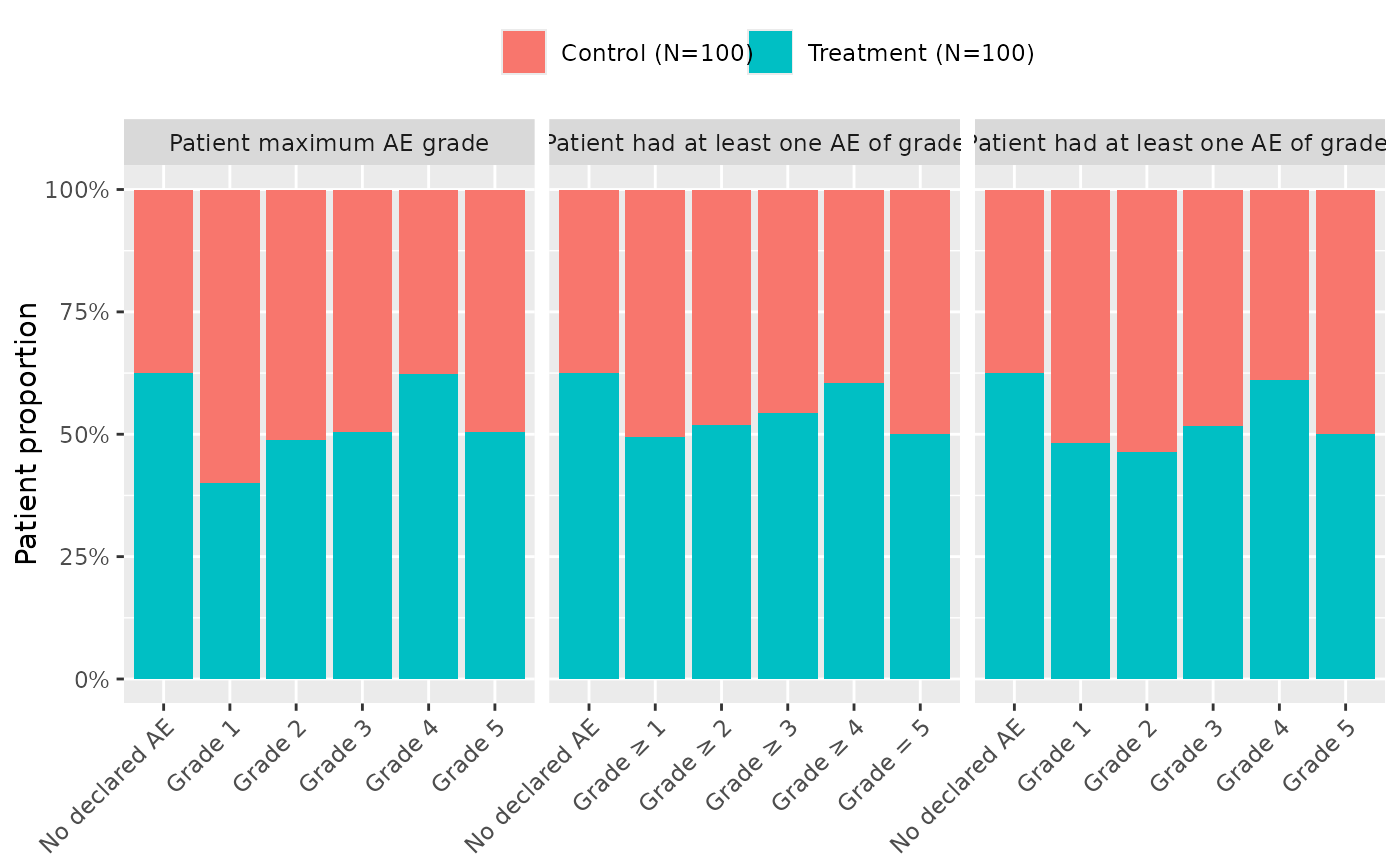 Control (N=100) Treatment (N=100)
Patient maximum AE grade
Patient had at least one AE of grade
Patient had at least one AE of grade
Patient proportion
100%
75%
50%
25%
0%
No declared AE
Grade 1
Grade 2
Grade 3
Grade 4
Grade 5
No declared AE
Grade ≥ 1
Grade ≥ 2
Grade ≥ 3
Grade ≥ 4
Grade = 5
No declared AE
Grade 1
Grade 2
Grade 3
Grade 4
Grade 5